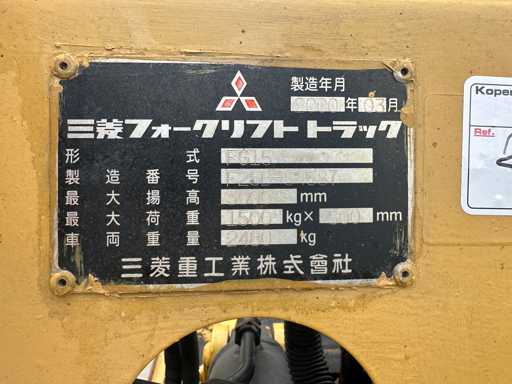 製造年月
2000年03月
三菱フォークリフトトラック
形式 FG15
製造番号
最大揚高 mm
最大荷重 1500 kg× mm
車両重量 kg
三菱重工業株式會社
Kaper
Ref.